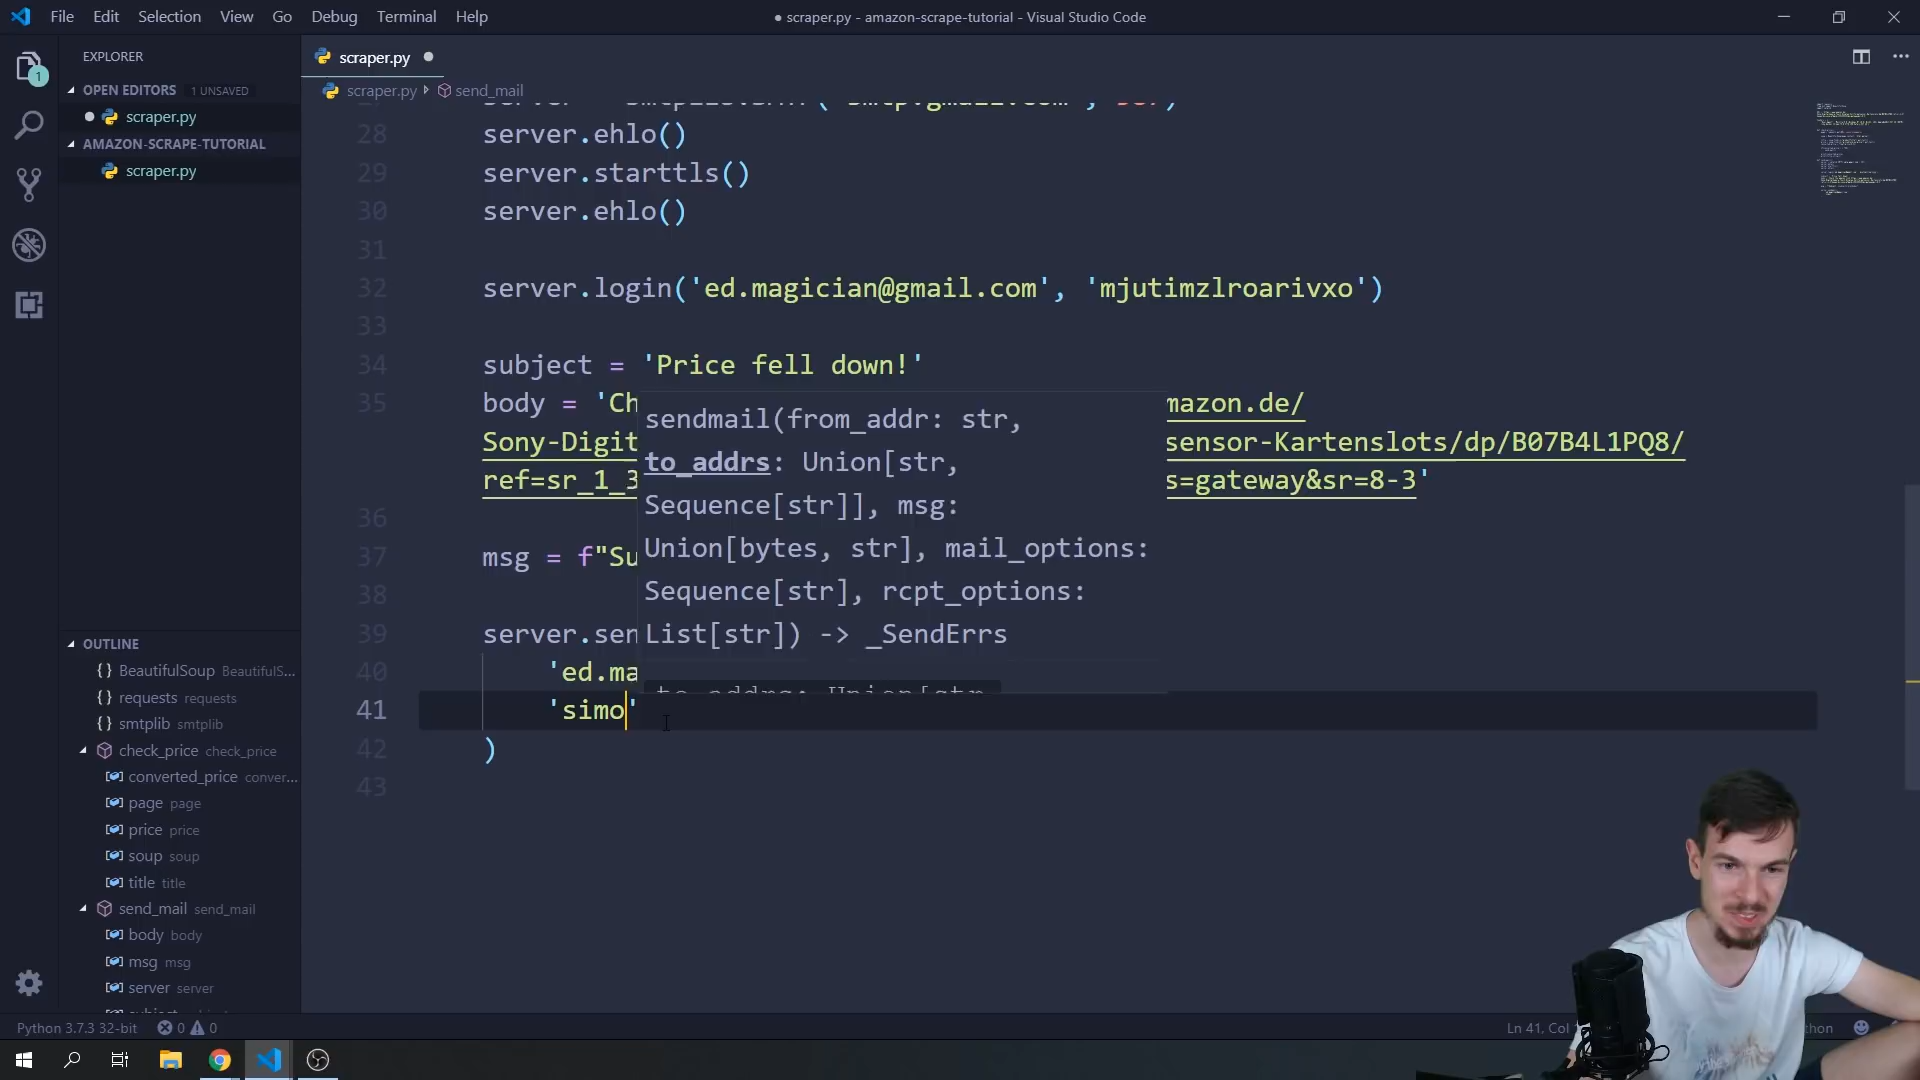 File Edit Selection View Go Debug Terminal Help
● scraper.py - amazon-scrape-tutorial - Visual Studio Code
EXPLORER
OPEN EDITORS 1 UNSAVED
scraper.py
AMAZON-SCRAPE-TUTORIAL
scraper.py
OUTLINE
BeautifulSoup BeautifulS...
requests requests
smtplib smtplib
check_price check_price
converted_price conver...
page page
price price
soup soup
title title
send_mail send_mail
body body
msg msg
server server
1
scraper.py
scraper.py send_mail
28 server.ehlo()
29 server.starttls()
30 server.ehlo()
31
32 server.login('ed.magician@gmail.com', 'mjutimzlroarivxo')
33
34 subject = 'Price fell down!'
35 body = 'Ch mazon.de/
Sony-Digit sensor-Kartenslots/dp/B07B4L1PQ8/
ref=sr_1_3 s=gateway&sr=8-3'
36
37 msg = f"Su
38
39 server.sen
40 'ed.ma
41 'simo'
42 )
43
sendmail(from_addr: str,
to_addrs: Union[str,
Sequence[str]], msg:
Union[bytes, str], mail_options:
Sequence[str], rcpt_options:
List[str]) -> _SendErrs
Python 3.7.3 32-bit 0 0
Ln 41, Col